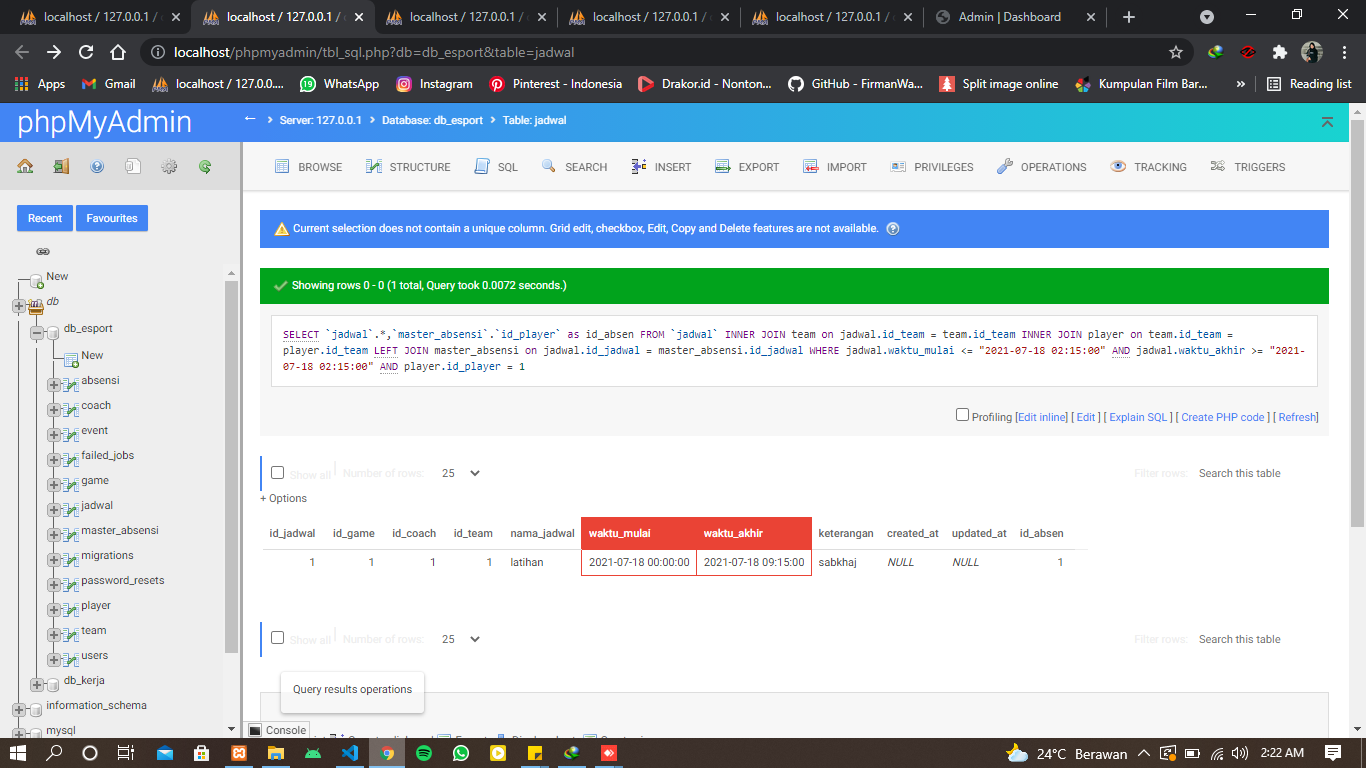 localhost / 127.0.0.1 / 
localhost / 127.0.0.1 / 
localhost / 127.0.0.1 / 
localhost / 127.0.0.1 / 
localhost / 127.0.0.1 / 
Admin | Dashboard
localhost/phpmyadmin/tbl_sql.php?db=db_esport&table=jadwal
Apps
Gmail
localhost / 127.0.0....
WhatsApp
Instagram
Pinterest - Indonesia
Drakor.id - Nonton...
GitHub - FirmanWa...
Split image online
Kumpulan Film Bar...
»
Reading list
phpMyAdmin
Server: 127.0.0.1
Database: db_esport
Table: jadwal
BROWSE
STRUCTURE
SQL
SEARCH
INSERT
EXPORT
IMPORT
PRIVILEGES
OPERATIONS
TRACKING
TRIGGERS
Recent
Favourites
New
db
db_esport
New
absensi
coach
event
failed_jobs
game
jadwal
master_absensi
migrations
password_resets
player
team
users
db_kerja
information_schema
mysql
Current selection does not contain a unique column. Grid edit, checkbox, Edit, Copy and Delete features are not available.
Showing rows 0 - 0 (1 total, Query took 0.0072 seconds.)
SELECT `jadwal`.*,`master_absensi`.`id_player` as id_absen FROM `jadwal` INNER JOIN team on jadwal.id_team = team.id_team INNER JOIN player on team.id_team =
player.id_team LEFT JOIN master_absensi on jadwal.id_jadwal = master_absensi.id_jadwal WHERE jadwal.waktu_mulai <= "2021-07-18 02:15:00" AND jadwal.waktu_akhir >= "2021-
07-18 02:15:00" AND player.id_player = 1
Profiling [Edit inline] [ Edit ] [ Explain SQL ] [ Create PHP code ] [ Refresh]
Show all
Number of rows:
25
Filter rows:
Search this table
+ Options
id_jadwal id_game id_coach id_team nama_jadwal waktu_mulai waktu_akhir keterangan created_at updated_at id_absen
1 1 1 1 latihan 2021-07-18 00:00:00 2021-07-18 09:15:00 sabkhaj NULL NULL 1
Show all
Number of rows:
25
Filter rows:
Search this table
Query results operations
Console
24°C Berawan
2:22 AM